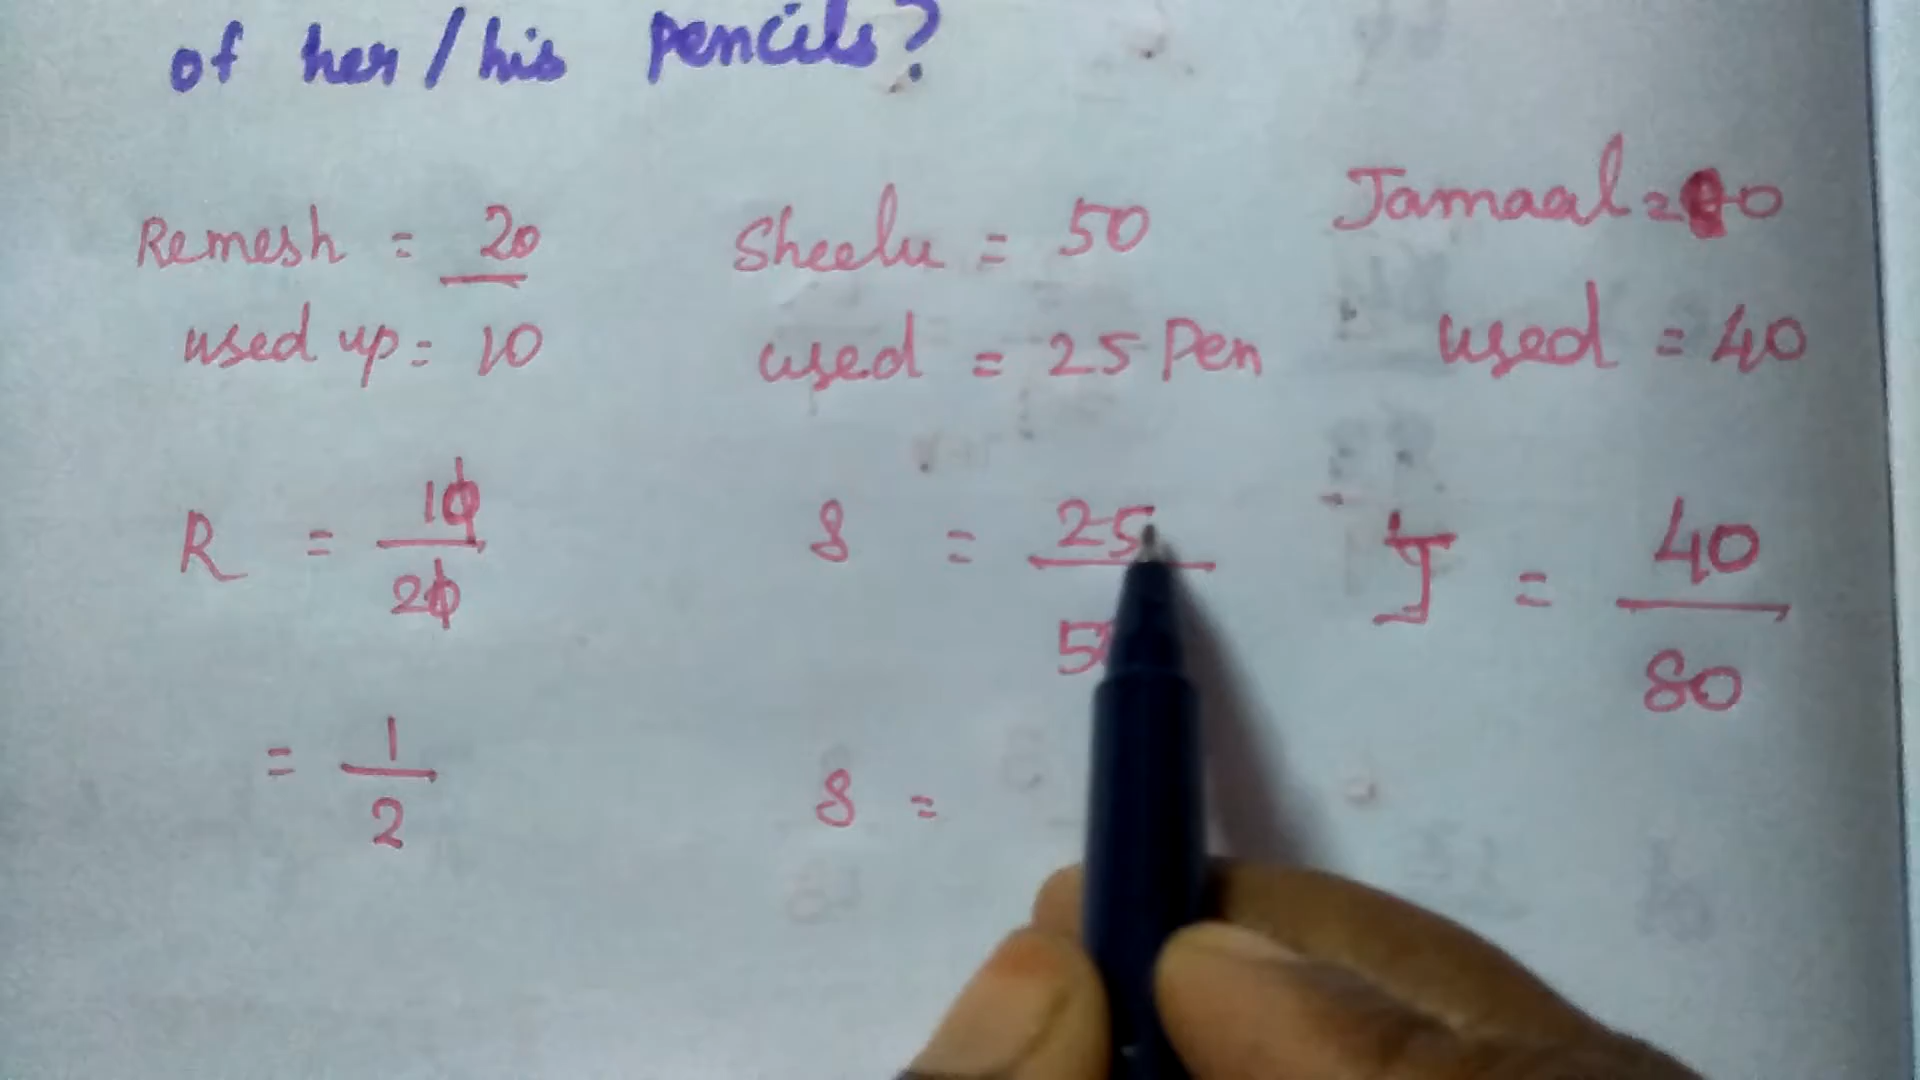 of her/his pencils?
Remesh = 20
used up = 10
Sheelu = 50
used = 25 Pen
Jamaal = 0
used = 40
R = 10/20
= 1/2
S = 25/50
S =
J = 40/80